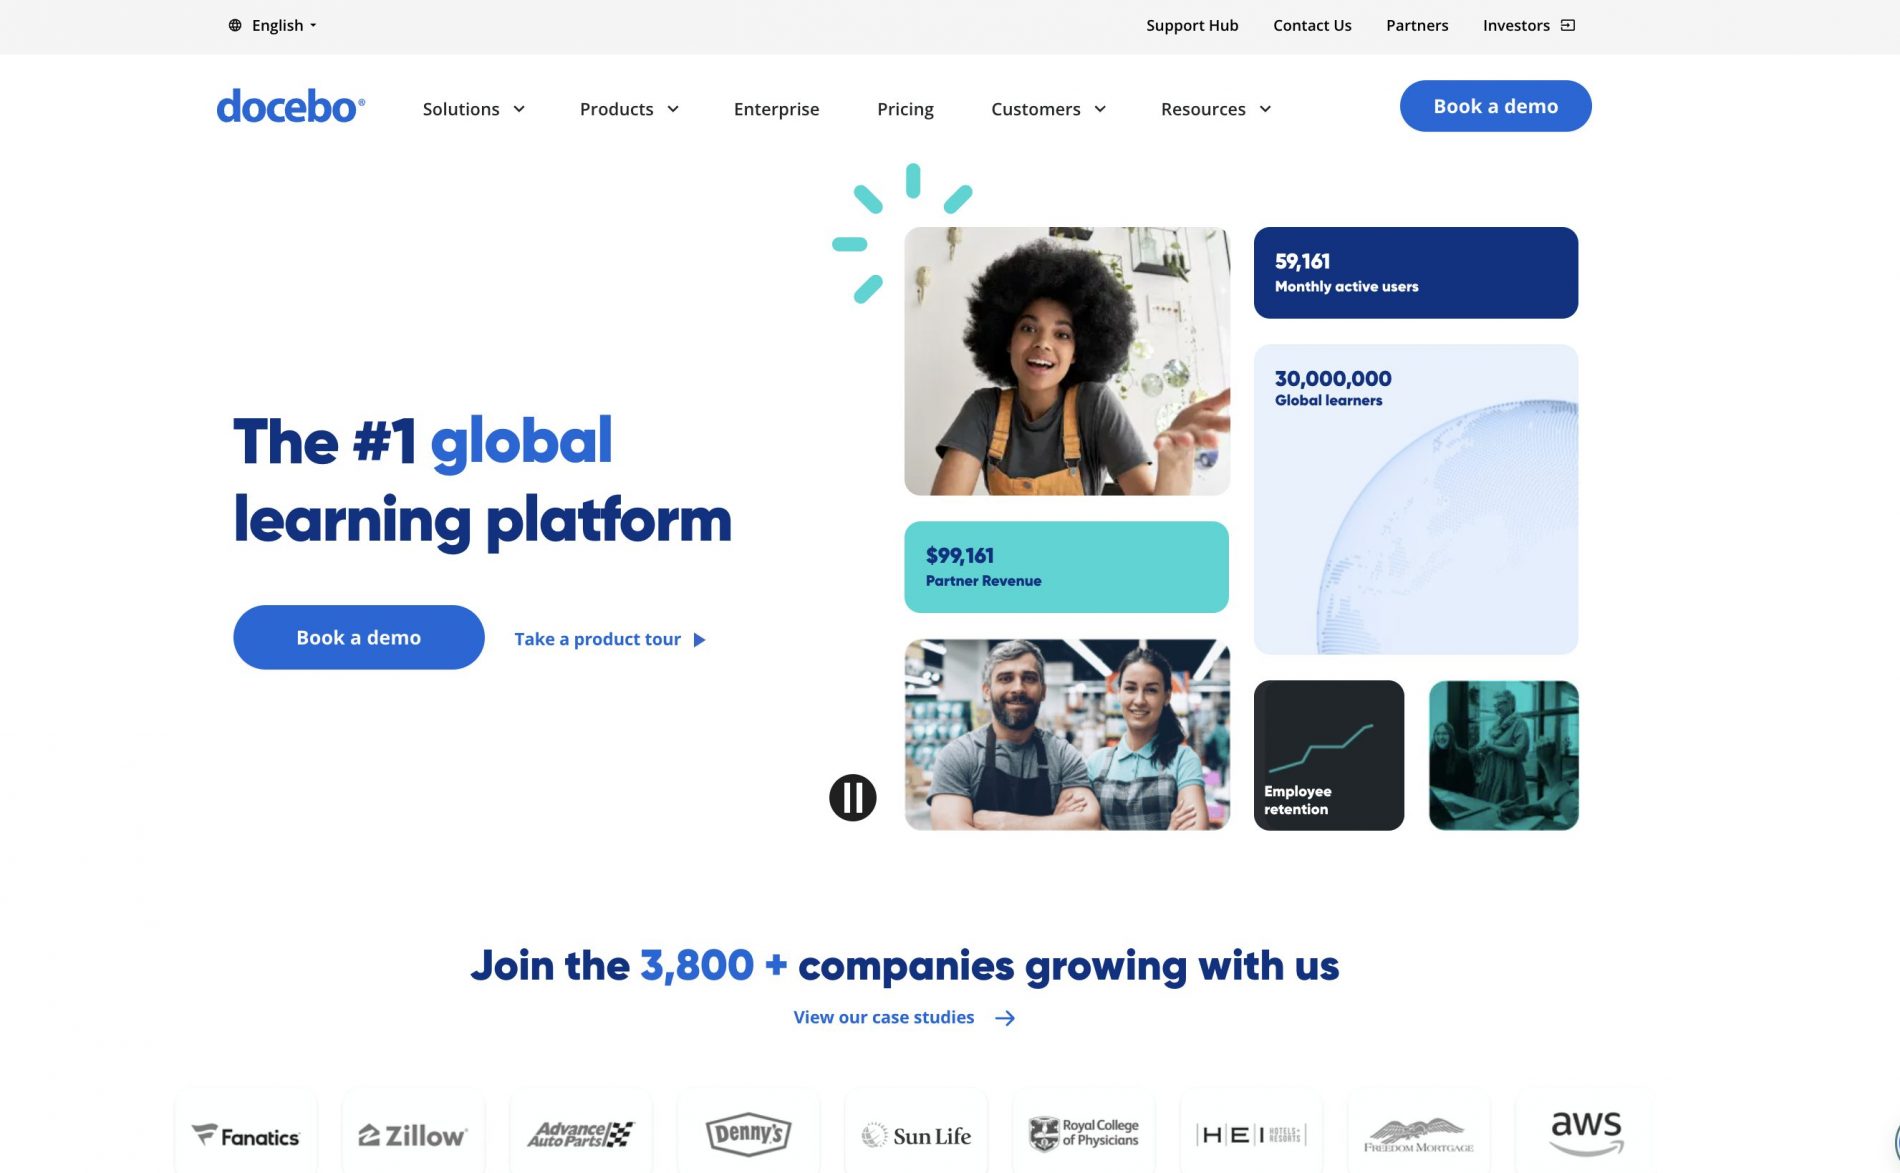 English
Support Hub
Contact Us
Partners
Investors
docebo®
Solutions
Products
Enterprise
Pricing
Customers
Resources
Book a demo
The #1 global
learning platform
Book a demo
Take a product tour
59,161
Monthly active users
30,000,000
Global learners
$99,161
Partner Revenue
Employee
retention
Join the 3,800 + companies growing with us
View our case studies
Fanatics
Zillow
Advance
Auto Parts
Denny's
Sun Life
Royal College
of Physicians
HEI HOTELS+
RESORTS
FREEDOM MORTGAGE
aws